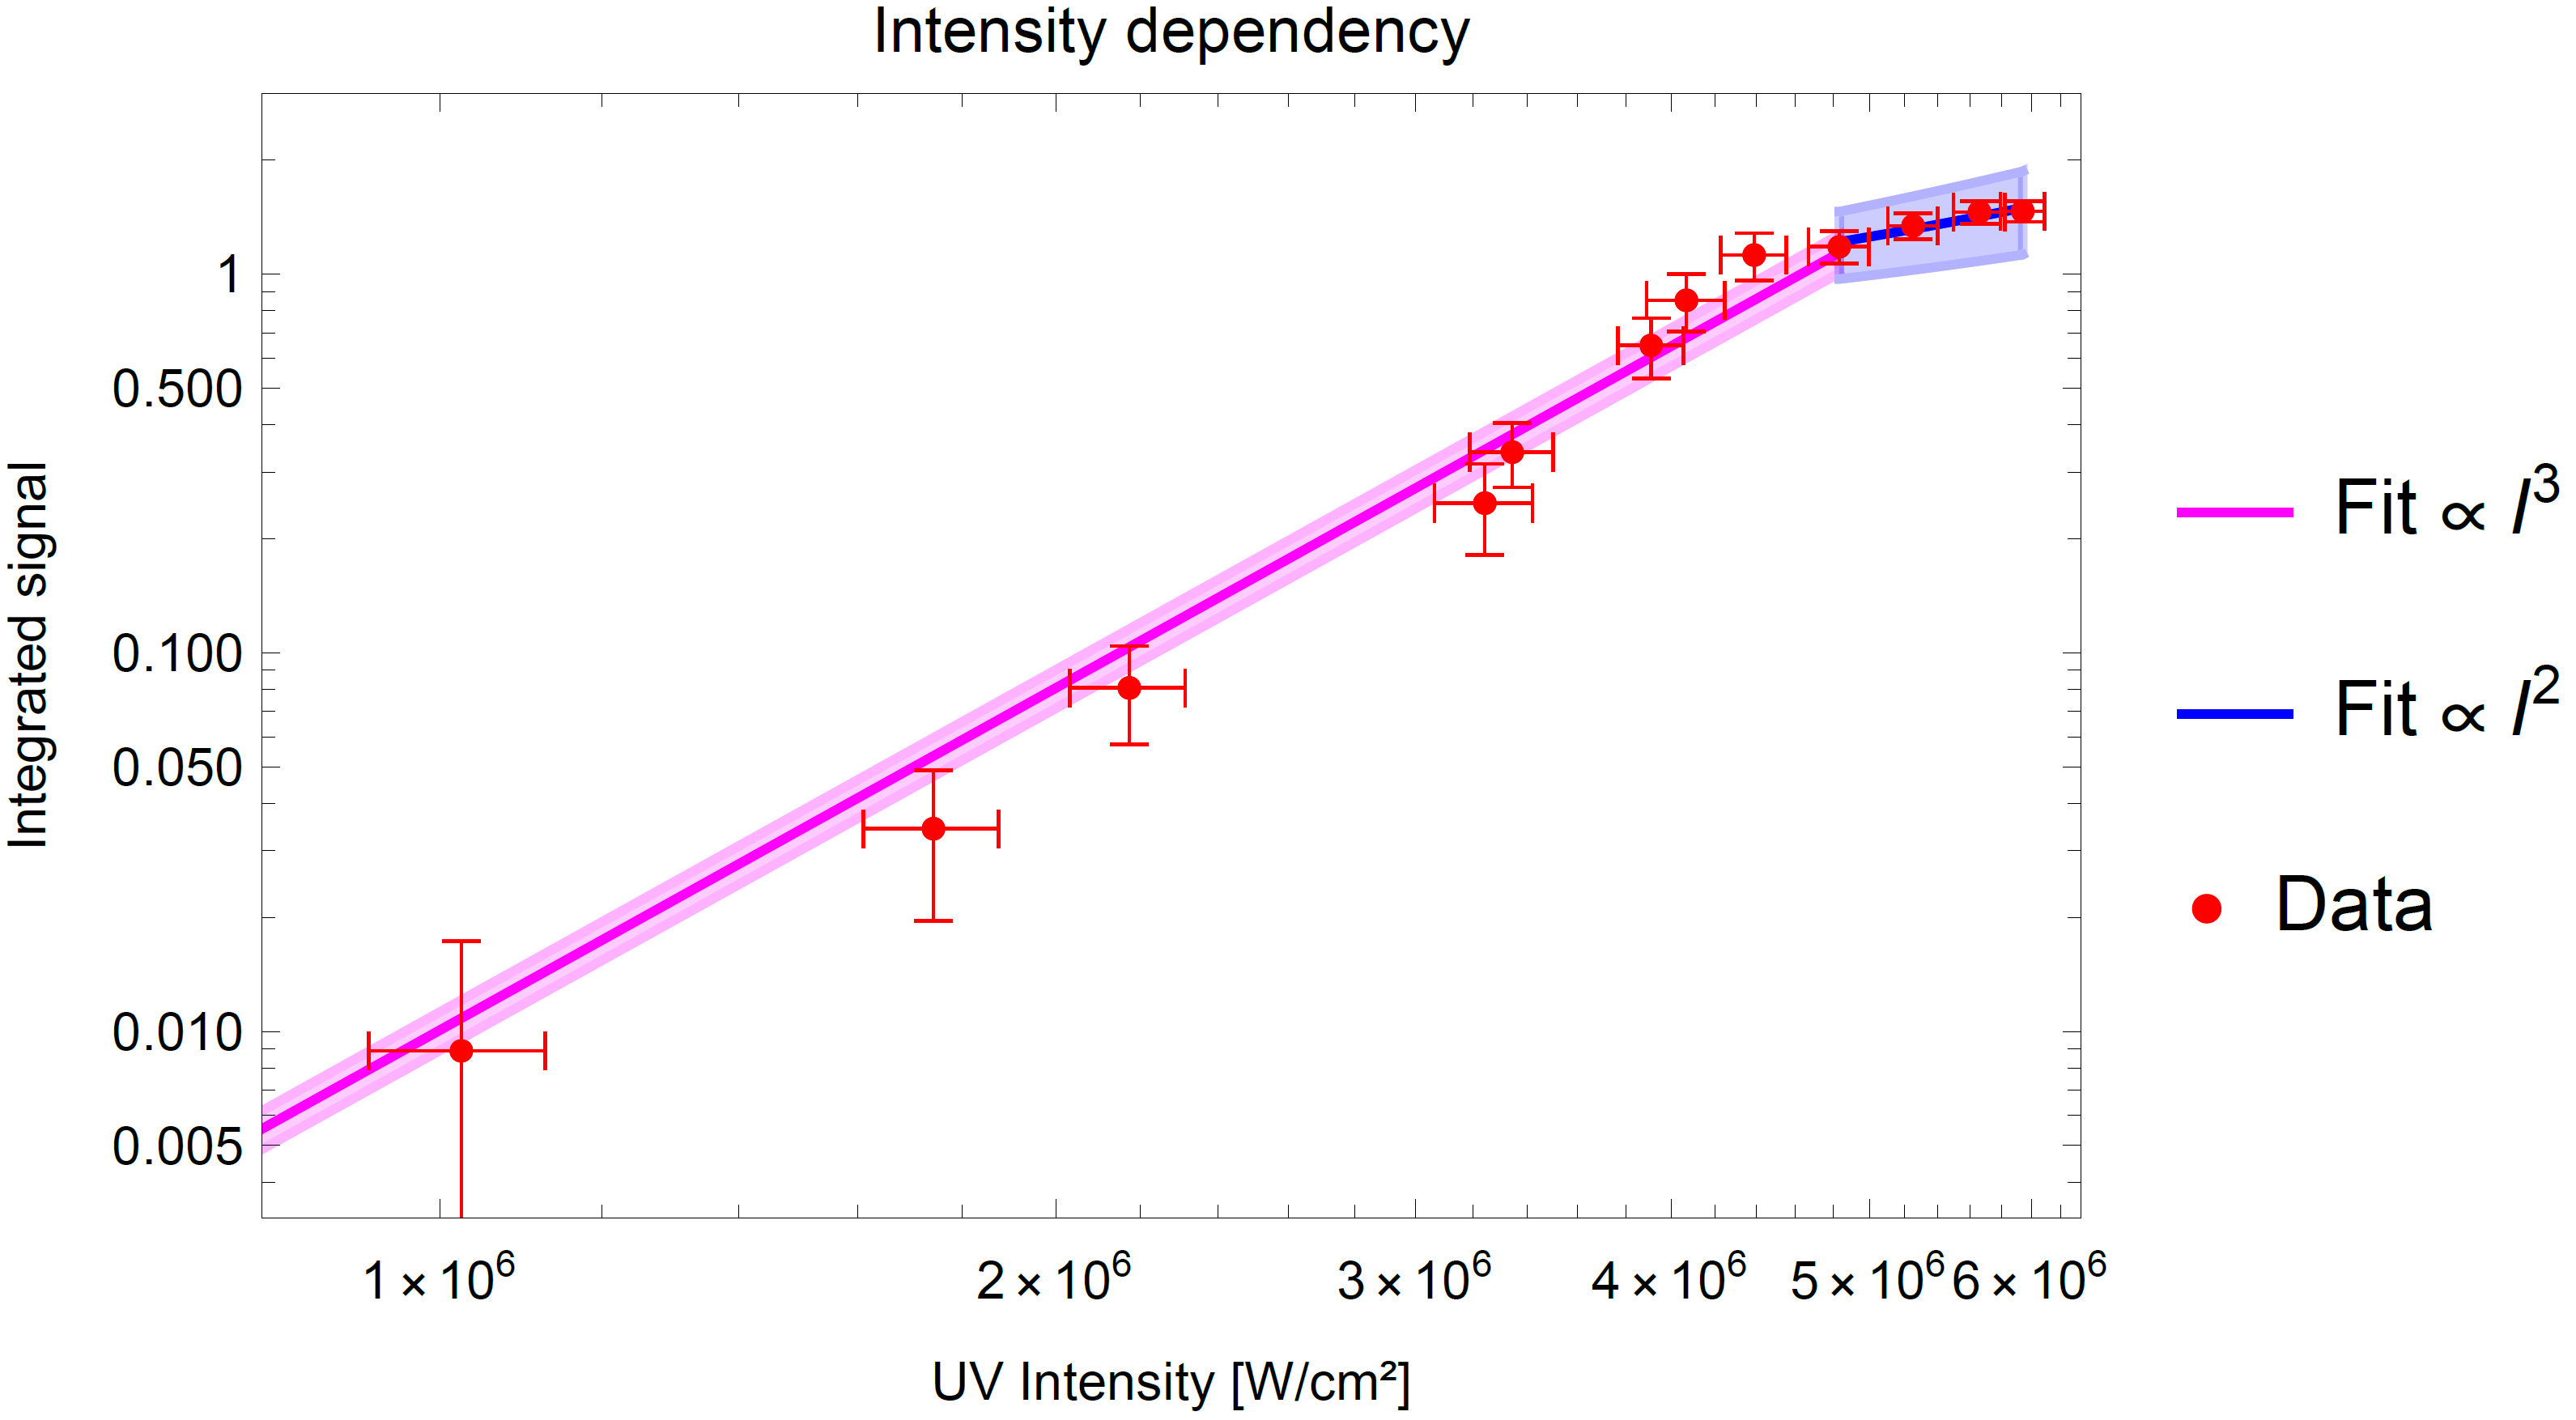 Intensity dependency
Integrated signal
1
0.500
0.100
0.050
0.010
0.005
1 × 10⁶
2 × 10⁶
3 × 10⁶
4 × 10⁶
5 × 10⁶
6 × 10⁶
UV Intensity [W/cm²]
Fit ∝ I³
Fit ∝ I²
Data